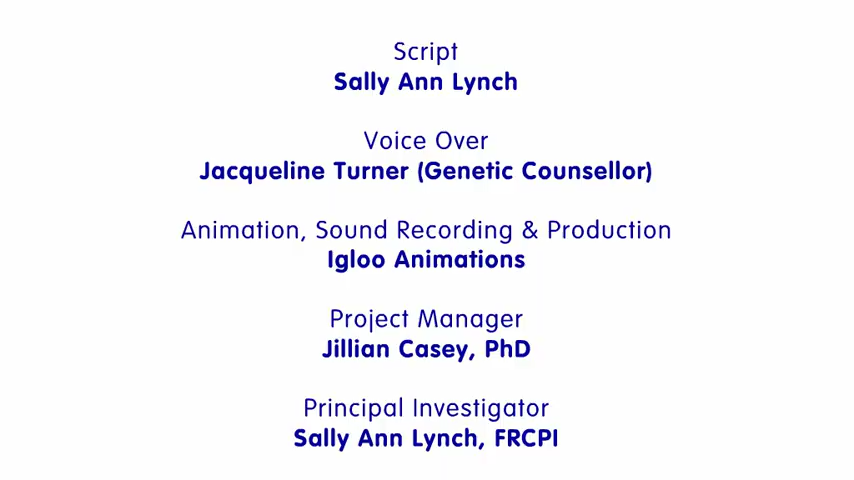 Script
Sally Ann Lynch
Voice Over
Jacqueline Turner (Genetic Counsellor)
Animation, Sound Recording & Production
Igloo Animations
Project Manager
Jillian Casey, PhD
Principal Investigator
Sally Ann Lynch, FRCPI